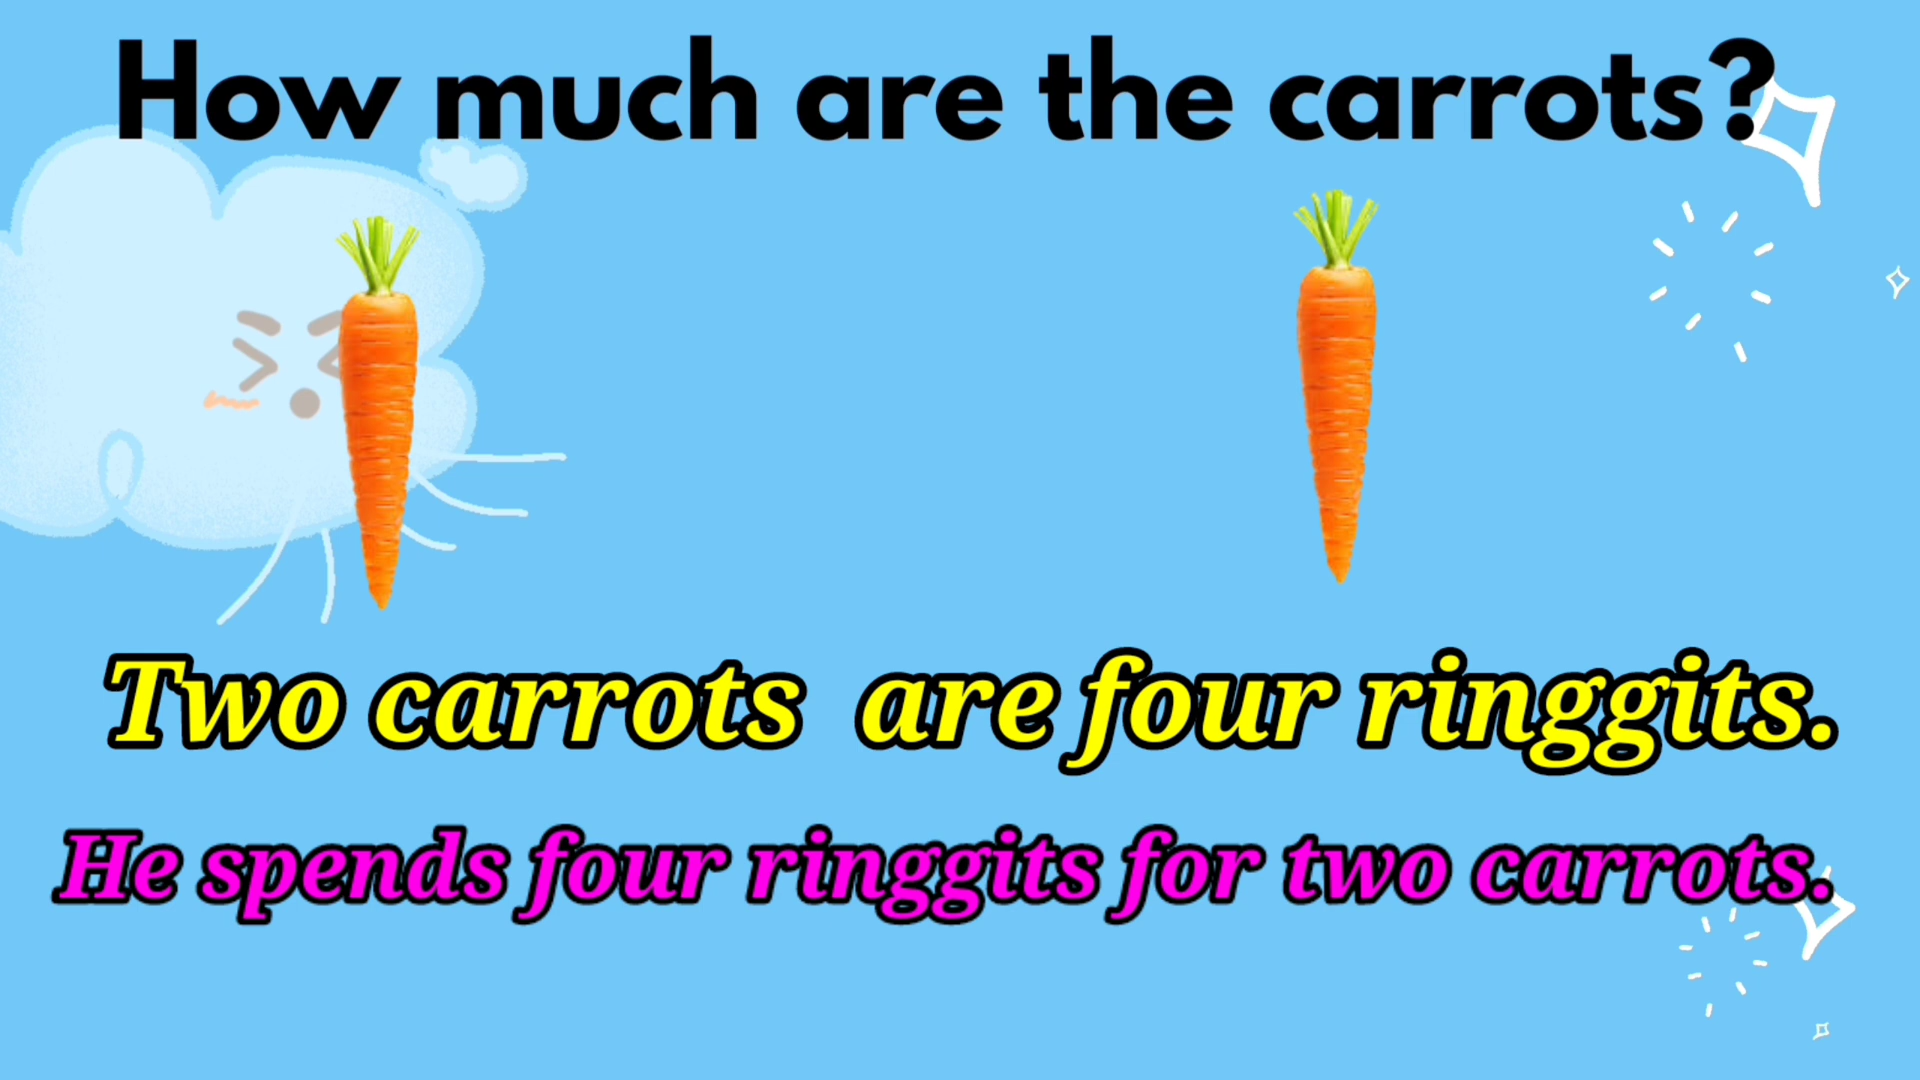 How much are the carrots?
Two carrots are four ringgits.
He spends four ringgits for two carrots.